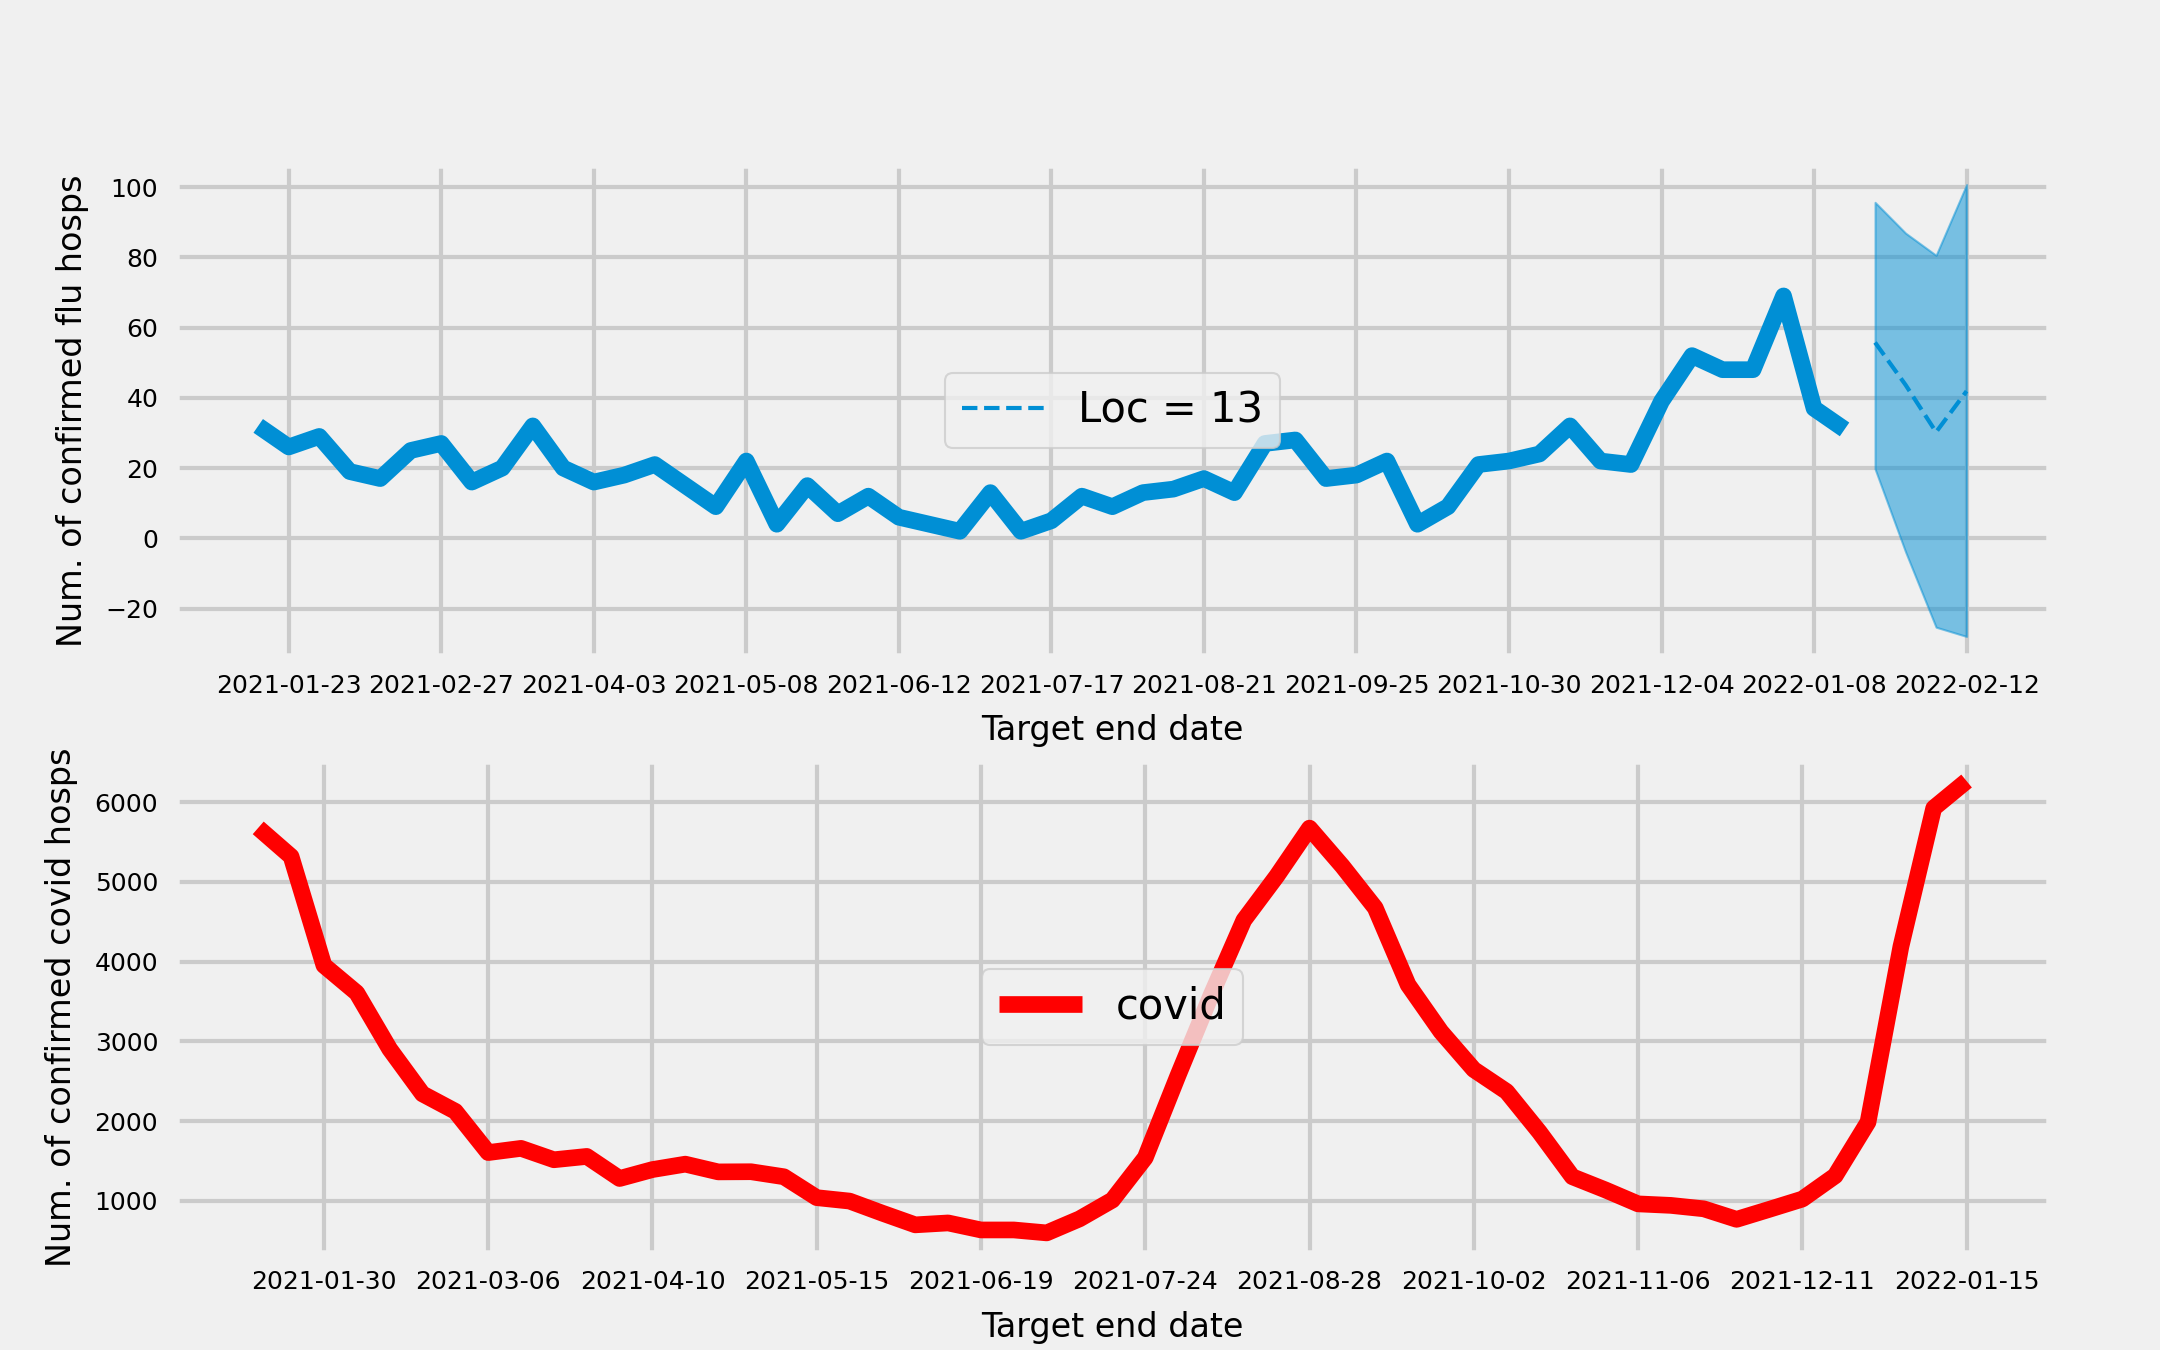 Num. of confirmed flu hosps
100
80
60
40
20
0
−20
Loc = 13
2021-01-23 2021-02-27 2021-04-03 2021-05-08 2021-06-12 2021-07-17 2021-08-21 2021-09-25 2021-10-30 2021-12-04 2022-01-08 2022-02-12
Target end date
Num. of confirmed covid hosps
6000
5000
4000
3000
2000
1000
covid
2021-01-30 2021-03-06 2021-04-10 2021-05-15 2021-06-19 2021-07-24 2021-08-28 2021-10-02 2021-11-06 2021-12-11 2022-01-15
Target end date